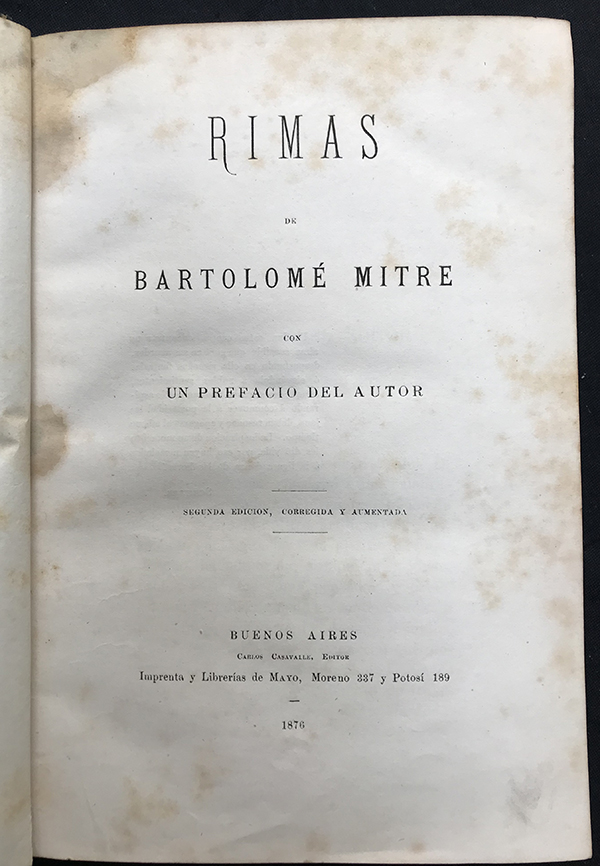 RIMAS
DE
BARTOLOMÉ MITRE
CON
UN PREFACIO DEL AUTOR
SEGUNDA EDICION, CORREGIDA Y AUMENTADA
BUENOS AIRES
CARLOS CASAVALLE, EDITOR
Imprenta y Librerías de MAYO, Moreno 337 y Potosí 189
1876